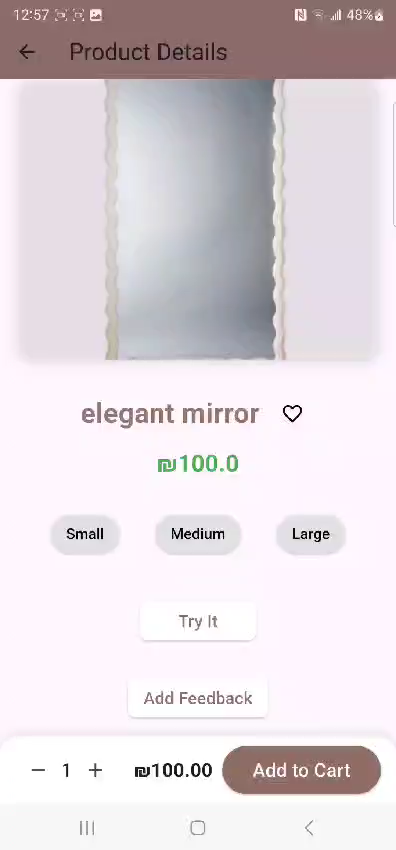 12:57 48%
Product Details
elegant mirror
₪100.0
Small Medium Large
Try It
Add Feedback
1 ₪100.00 Add to Cart